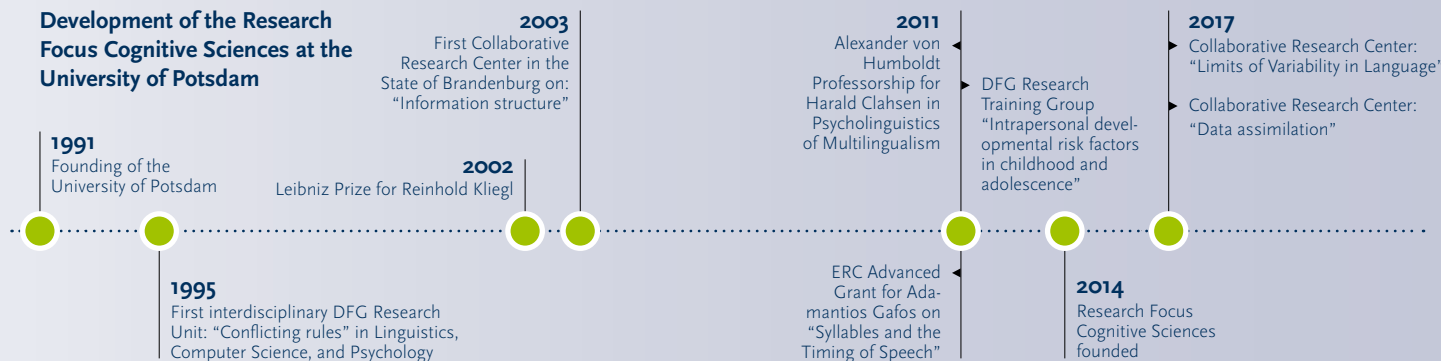 Development of the Research
Focus Cognitive Sciences at the
University of Potsdam
1991
Founding of the
University of Potsdam
1995
First interdisciplinary DFG Research
Unit: “Conflicting rules” in Linguistics,
Computer Science, and Psychology
2002
Leibniz Prize for Reinhold Kliegl
2003
First Collaborative
Research Center in the
State of Brandenburg on:
“Information structure”
2011
Alexander von
Humboldt
Professorship for
Harald Clahsen in
Psycholinguistics
of Multilingualism
DFG Research
Training Group
“Intrapersonal devel-
opmental risk factors
in childhood and
adolescence”
ERC Advanced
Grant for Ada-
mantios Gafos on
“Syllables and the
Timing of Speech”
2014
Research Focus
Cognitive Sciences
founded
2017
Collaborative Research Center:
“Limits of Variability in Language”
Collaborative Research Center:
“Data assimilation”